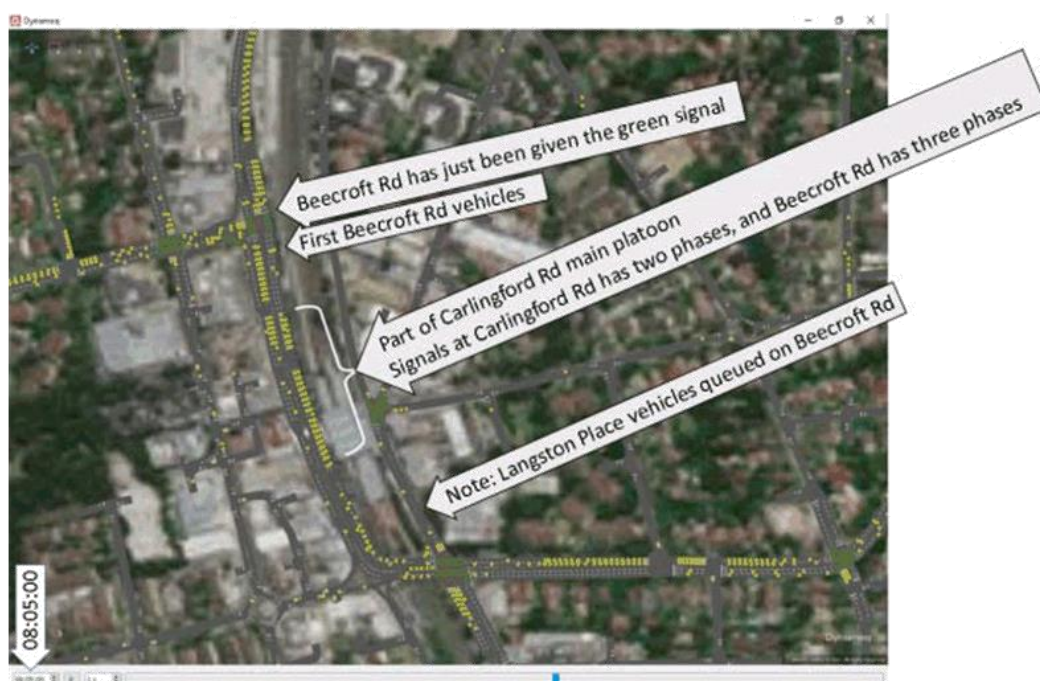 Dynameq
Beecroft Rd has just been given the green signal
First Beecroft Rd vehicles
Part of Carlingford Rd main platoon
Signals at Carlingford Rd has two phases, and Beecroft Rd has three phases
Note: Langston Place vehicles queued on Beecroft Rd
08:05:00
Dynameq